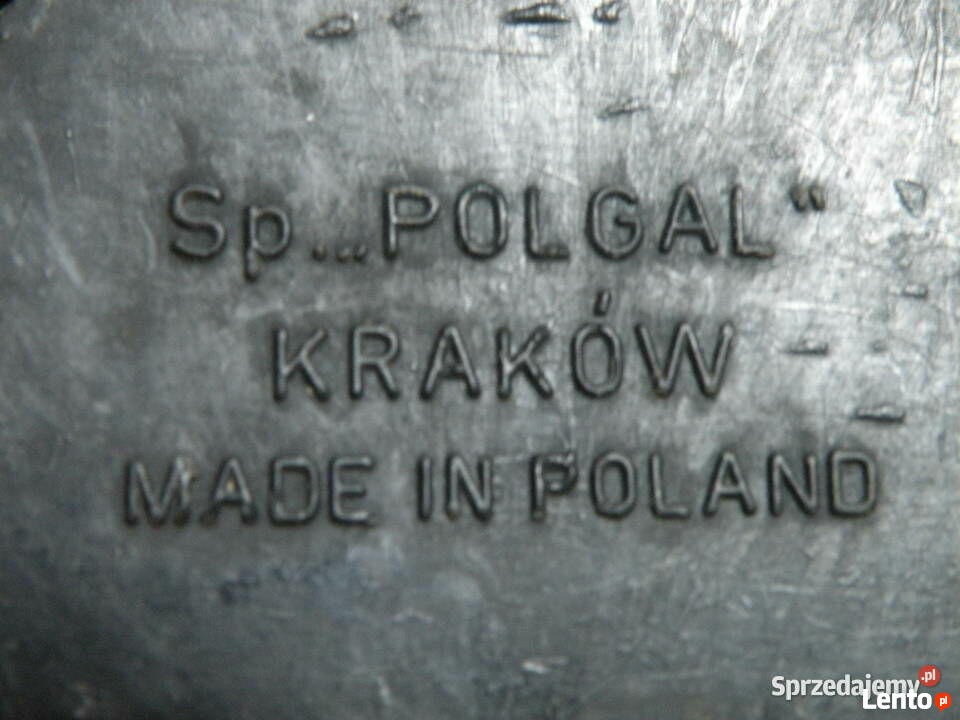 Sp.„POLGAL“
KRAKÓW
MADE IN POLAND
Sprzedajemy.pl
Lento.pl